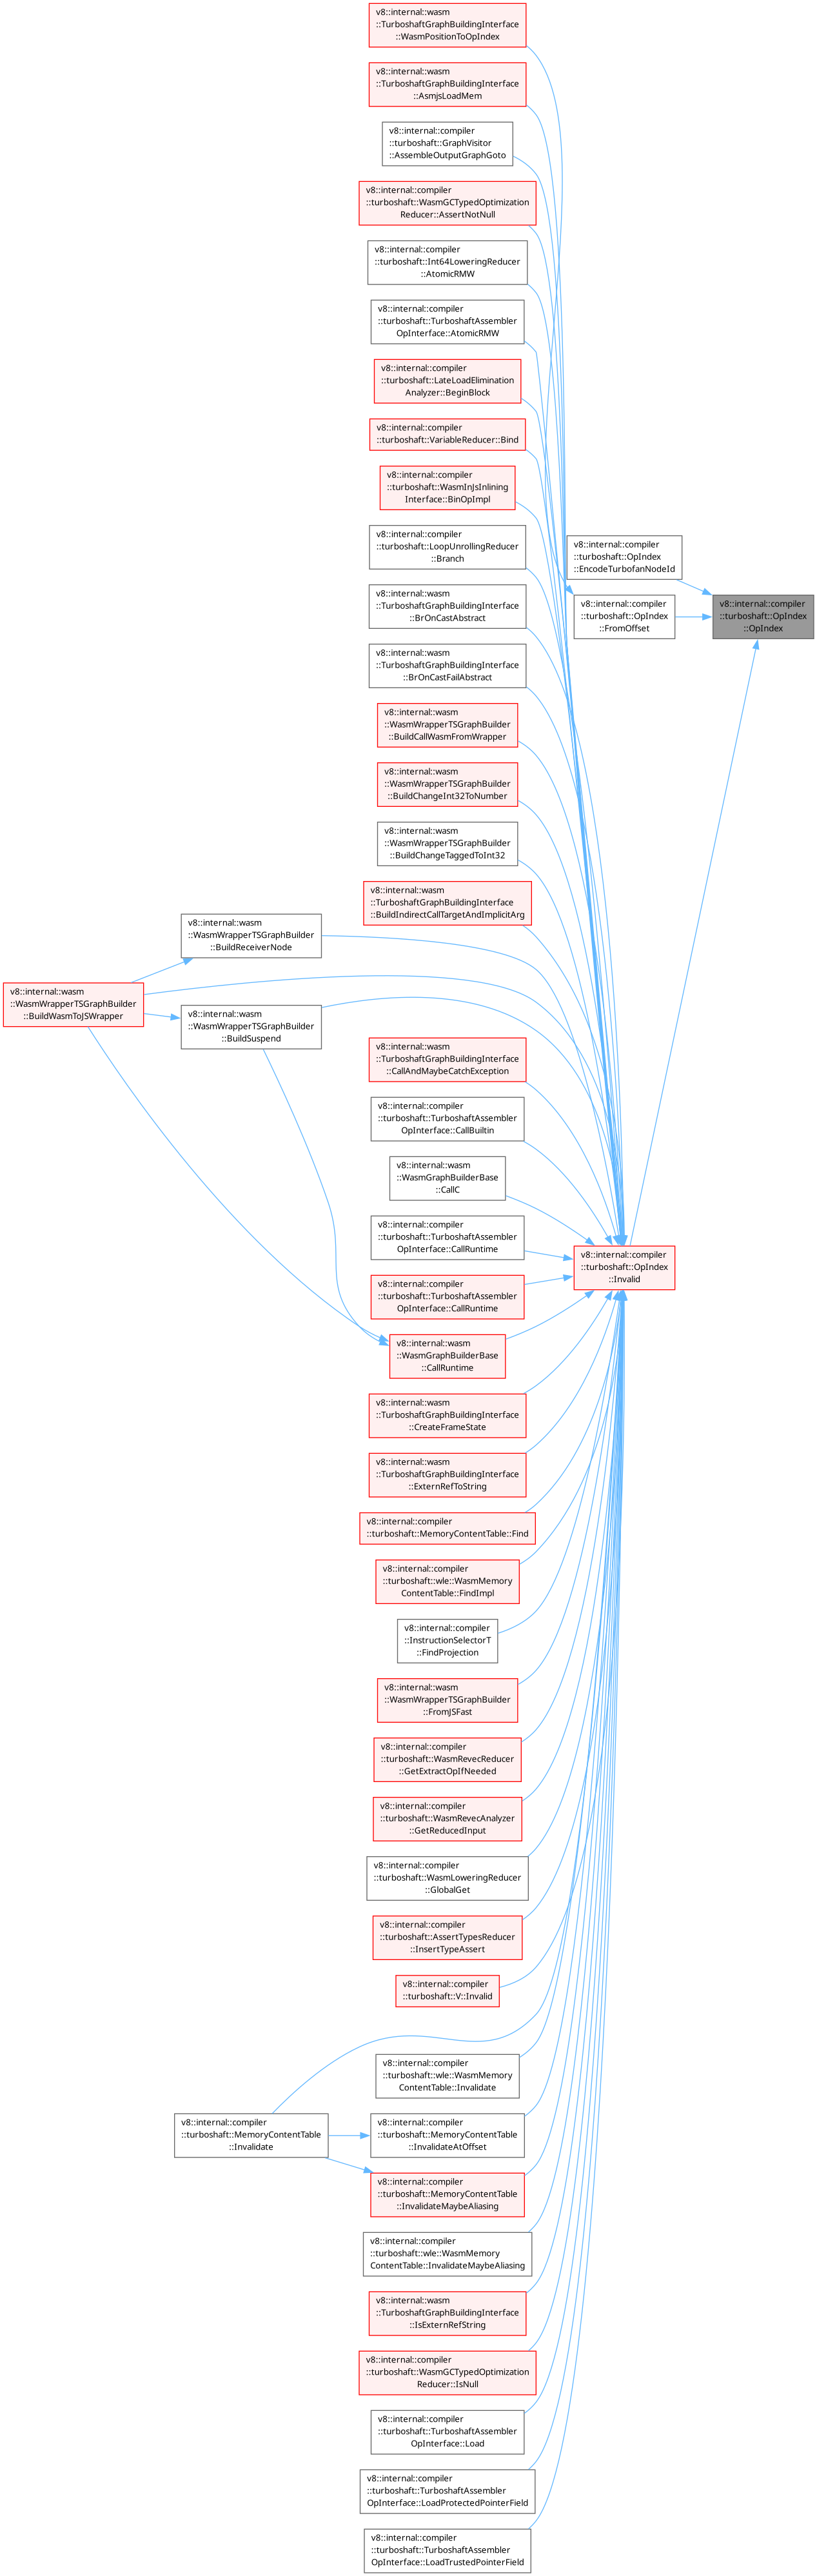 v8::internal::wasm
::TurboshaftGraphBuildingInterface
::WasmPositionToOpIndex
v8::internal::wasm
::TurboshaftGraphBuildingInterface
::AsmjsLoadMem
v8::internal::compiler
::turboshaft::GraphVisitor
::AssembleOutputGraphGoto
v8::internal::compiler
::turboshaft::WasmGCTypedOptimization
Reducer::AssertNotNull
v8::internal::compiler
::turboshaft::Int64LoweringReducer
::AtomicRMW
v8::internal::compiler
::turboshaft::TurboshaftAssembler
OpInterface::AtomicRMW
v8::internal::compiler
::turboshaft::LateLoadElimination
Analyzer::BeginBlock
v8::internal::compiler
::turboshaft::VariableReducer::Bind
v8::internal::compiler
::turboshaft::WasmInJsInlining
Interface::BinOpImpl
v8::internal::compiler
::turboshaft::LoopUnrollingReducer
::Branch
v8::internal::compiler
::turboshaft::OpIndex
::EncodeTurbofanNodeId
v8::internal::wasm
::TurboshaftGraphBuildingInterface
::BrOnCastAbstract
v8::internal::compiler
::turboshaft::OpIndex
::FromOffset
v8::internal::compiler
::turboshaft::OpIndex
::OpIndex
v8::internal::wasm
::TurboshaftGraphBuildingInterface
::BrOnCastFailAbstract
v8::internal::wasm
::WasmWrapperTSGraphBuilder
::BuildCallWasmFromWrapper
v8::internal::wasm
::WasmWrapperTSGraphBuilder
::BuildChangeInt32ToNumber
v8::internal::wasm
::WasmWrapperTSGraphBuilder
::BuildChangeTaggedToInt32
v8::internal::wasm
::TurboshaftGraphBuildingInterface
::BuildIndirectCallTargetAndImplicitArg
v8::internal::wasm
::WasmWrapperTSGraphBuilder
::BuildReceiverNode
v8::internal::wasm
::WasmWrapperTSGraphBuilder
::BuildWasmToJSWrapper
v8::internal::wasm
::WasmWrapperTSGraphBuilder
::BuildSuspend
v8::internal::wasm
::TurboshaftGraphBuildingInterface
::CallAndMaybeCatchException
v8::internal::compiler
::turboshaft::TurboshaftAssembler
OpInterface::CallBuiltin
v8::internal::wasm
::WasmGraphBuilderBase
::CallC
v8::internal::compiler
::turboshaft::TurboshaftAssembler
OpInterface::CallRuntime
v8::internal::compiler
::turboshaft::OpIndex
::Invalid
v8::internal::compiler
::turboshaft::TurboshaftAssembler
OpInterface::CallRuntime
v8::internal::wasm
::WasmGraphBuilderBase
::CallRuntime
v8::internal::wasm
::TurboshaftGraphBuildingInterface
::CreateFrameState
v8::internal::wasm
::TurboshaftGraphBuildingInterface
::ExternRefToString
v8::internal::compiler
::turboshaft::MemoryContentTable::Find
v8::internal::compiler
::turboshaft::wle::WasmMemory
ContentTable::FindImpl
v8::internal::compiler
::InstructionSelectorT
::FindProjection
v8::internal::wasm
::WasmWrapperTSGraphBuilder
::FromJSFast
v8::internal::compiler
::turboshaft::WasmRevecReducer
::GetExtractOpIfNeeded
v8::internal::compiler
::turboshaft::WasmRevecAnalyzer
::GetReducedInput
v8::internal::compiler
::turboshaft::WasmLoweringReducer
::GlobalGet
v8::internal::compiler
::turboshaft::AssertTypesReducer
::InsertTypeAssert
v8::internal::compiler
::turboshaft::V::Invalid
v8::internal::compiler
::turboshaft::wle::WasmMemory
ContentTable::Invalidate
v8::internal::compiler
::turboshaft::MemoryContentTable
::Invalidate
v8::internal::compiler
::turboshaft::MemoryContentTable
::InvalidateAtOffset
v8::internal::compiler
::turboshaft::MemoryContentTable
::InvalidateMaybeAliasing
v8::internal::compiler
::turboshaft::wle::WasmMemory
ContentTable::InvalidateMaybeAliasing
v8::internal::wasm
::TurboshaftGraphBuildingInterface
::IsExternRefString
v8::internal::compiler
::turboshaft::WasmGCTypedOptimization
Reducer::IsNull
v8::internal::compiler
::turboshaft::TurboshaftAssembler
OpInterface::Load
v8::internal::compiler
::turboshaft::TurboshaftAssembler
OpInterface::LoadProtectedPointerField
v8::internal::compiler
::turboshaft::TurboshaftAssembler
OpInterface::LoadTrustedPointerField